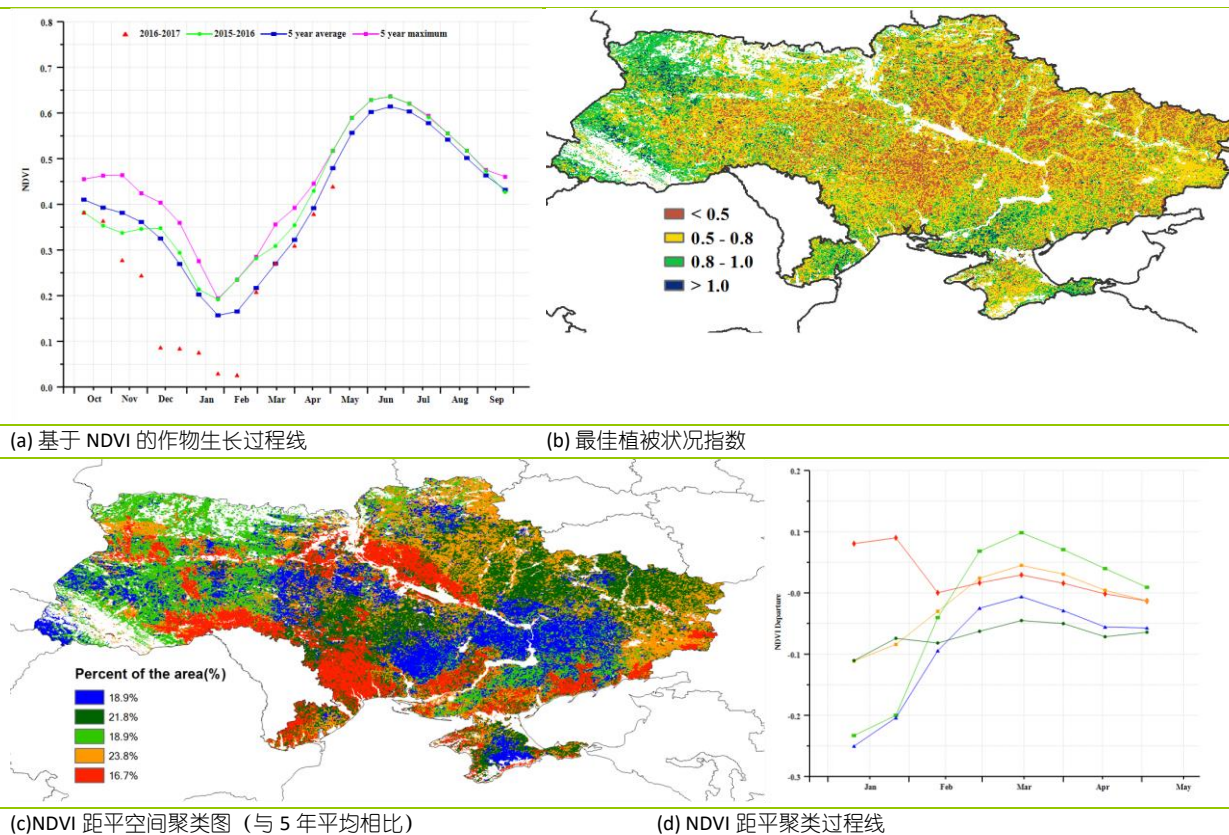 2016-2017 2015-2016 5 year average 5 year maximum
0.8
0.7
0.6
0.5
0.4
0.3
0.2
0.1
0.0
NDVI
Oct Nov Dec Jan Feb Mar Apr May Jun Jul Aug Sep
< 0.5
0.5 - 0.8
0.8 - 1.0
> 1.0
(a) 基于 NDVI 的作物生长过程线
(b) 最佳植被状况指数
Percent of the area(%)
18.9%
21.8%
18.9%
23.8%
16.7%
0.2
0.1
-0.0
-0.1
-0.2
-0.3
NDVI Departure
Jan Feb Mar Apr May
(c)NDVI 距平空间聚类图（与 5 年平均相比）
(d) NDVI 距平聚类过程线